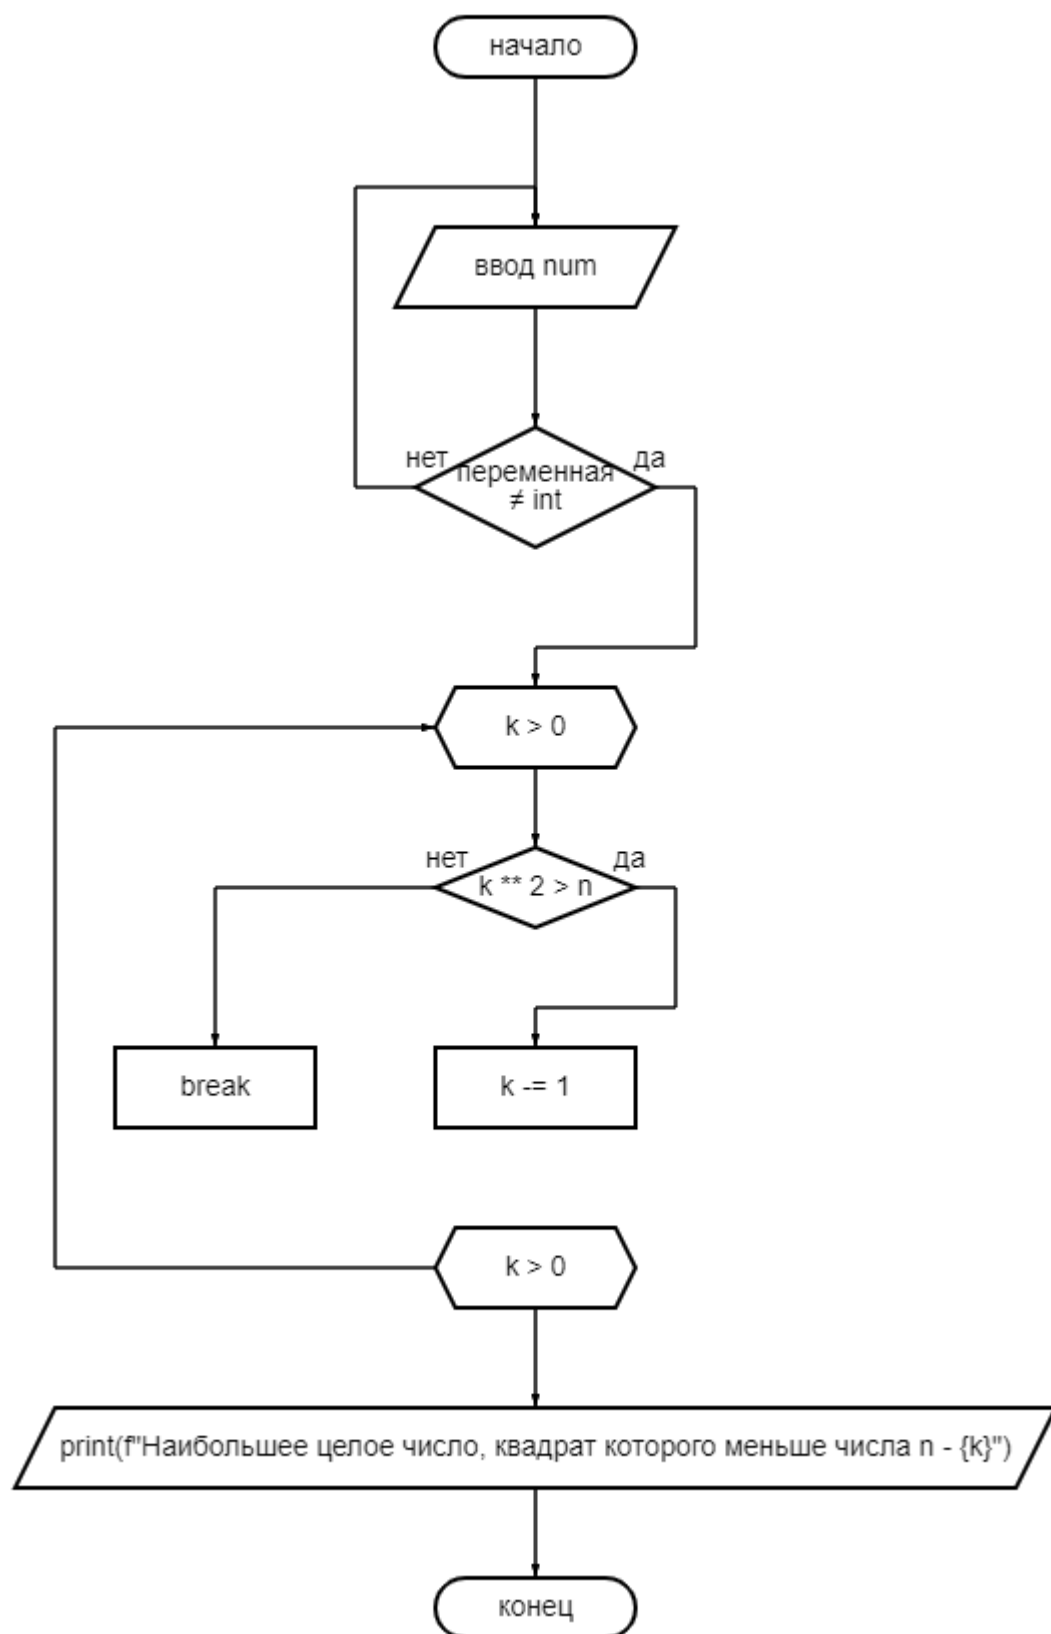 начало
ввод num
нет
да
переменная
≠ int
k > 0
нет
да
k ** 2 > n
break
k -= 1
k > 0
print(f"Наибольшее целое число, квадрат которого меньше числа n - {k}")
конец